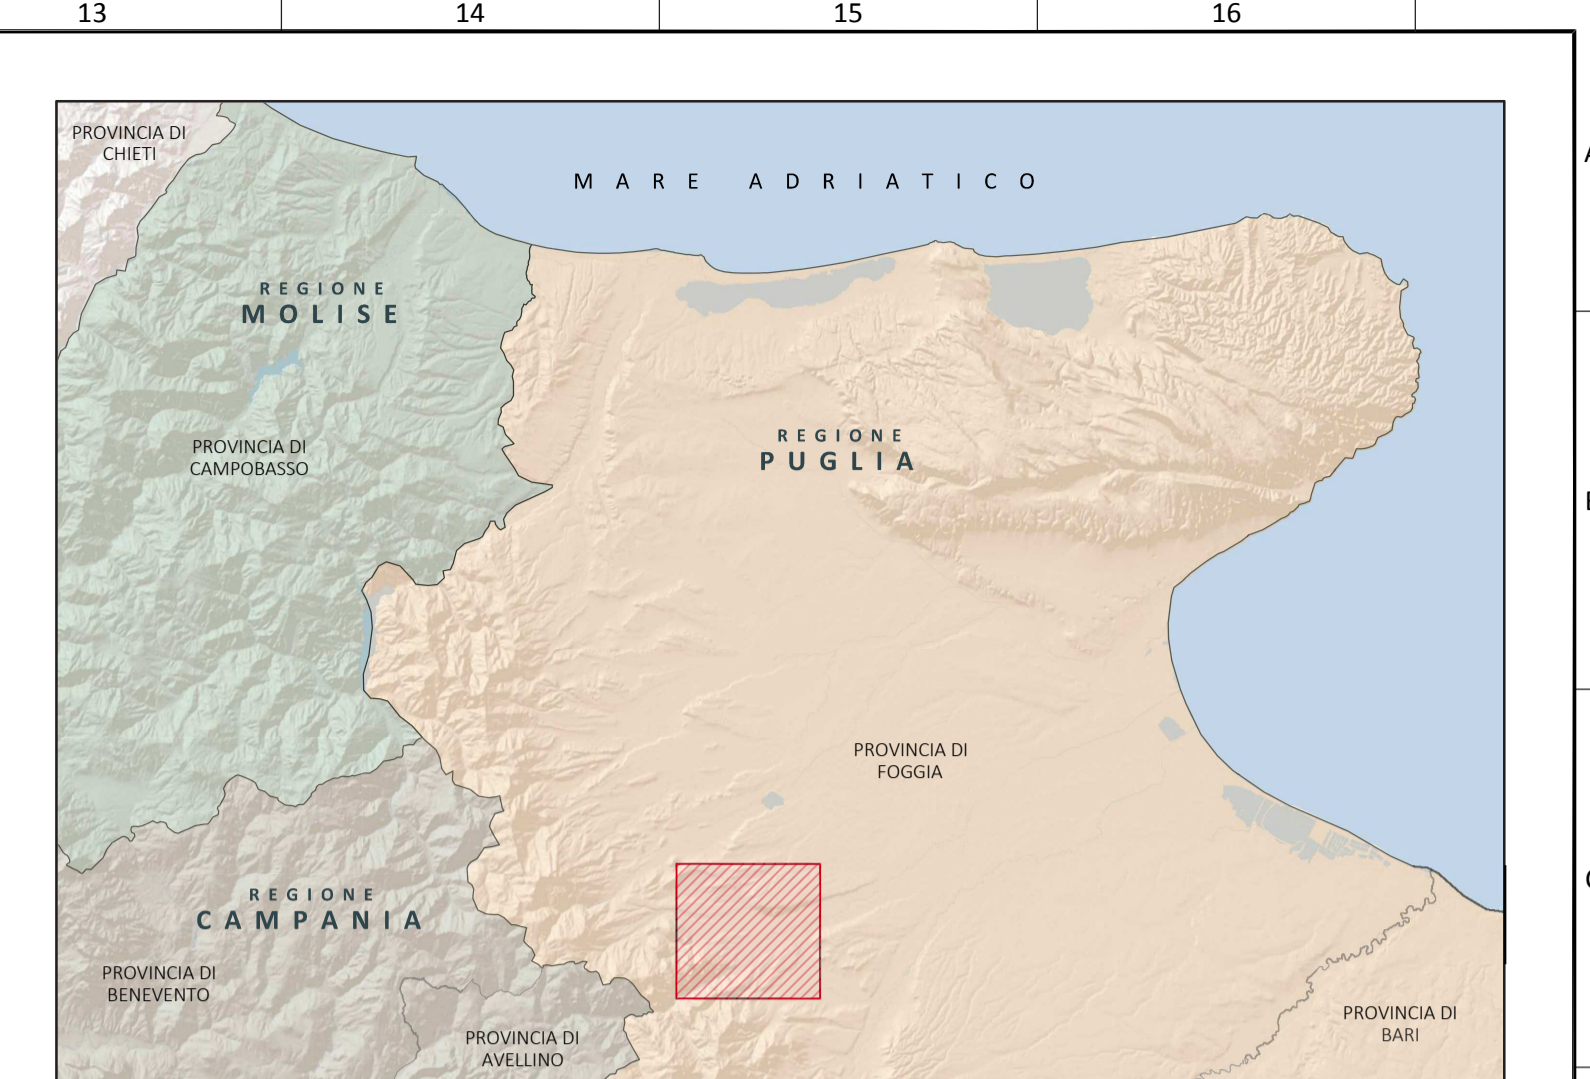 13
14
15
16
PROVINCIA DI
CHIETI
MARE ADRIATICO
REGIONE
MOLISE
PROVINCIA DI
CAMPOBASSO
REGIONE
PUGLIA
PROVINCIA DI
FOGGIA
REGIONE
CAMPANIA
PROVINCIA DI
BENEVENTO
PROVINCIA DI
AVELLINO
PROVINCIA DI
BARI